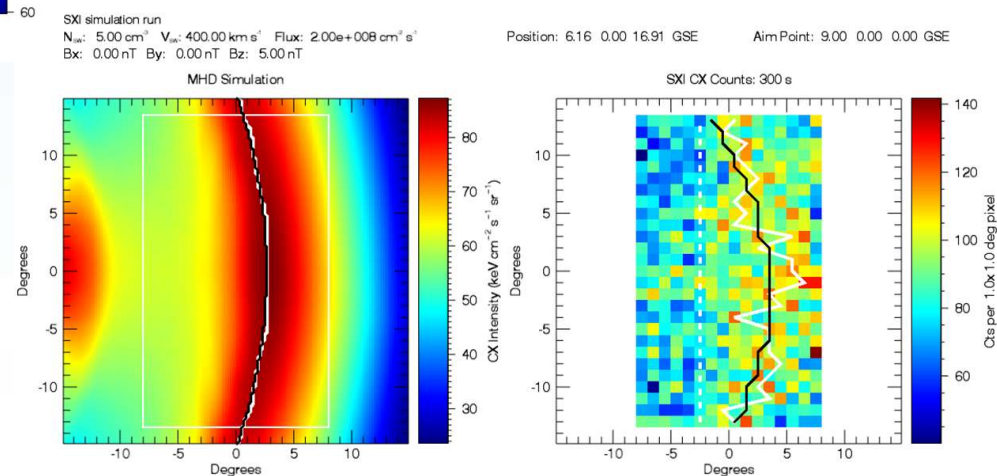 60
SXI simulation run
Nsw: 5.00 cm⁻³ Vsw: 400.00 km s⁻¹ Flux: 2.00e+008 cm⁻² s⁻¹
Bx: 0.00 nT By: 0.00 nT Bz: 5.00 nT
Position: 6.16 0.00 16.91 GSE Aim Point: 9.00 0.00 0.00 GSE
MHD Simulation
10
5
0
-5
-10
Degrees
-10 -5 0 5 10
Degrees
80
70
60
50
40
30
CX Intensity (keV cm⁻² s⁻¹ sr⁻¹)
SXI CX Counts: 300 s
10
5
0
-5
-10
Degrees
-10 -5 0 5 10
Degrees
140
120
100
80
60
Cts per 1.0x1.0 deg pixel